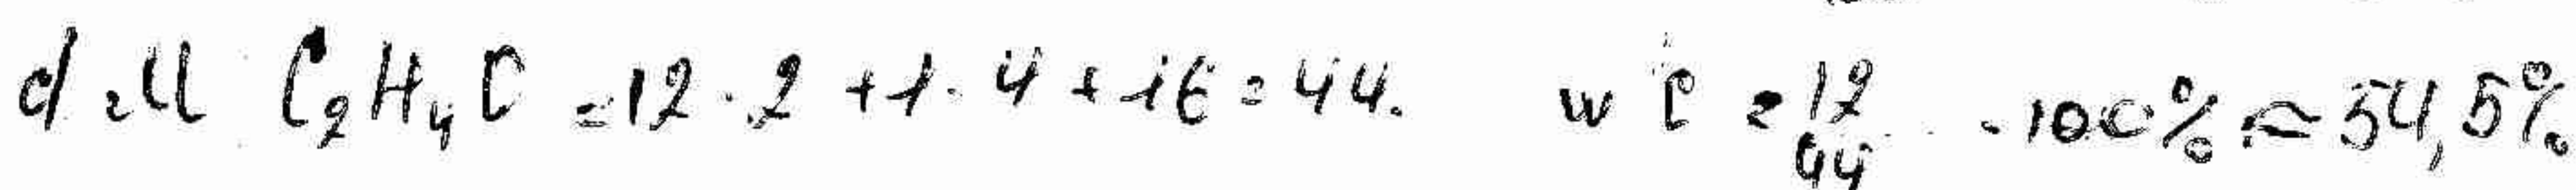 d = M C₂H₄O = 12 · 2 + 1 · 4 + 16 = 44. w C = 12/44 · 100% ≈ 54,5%